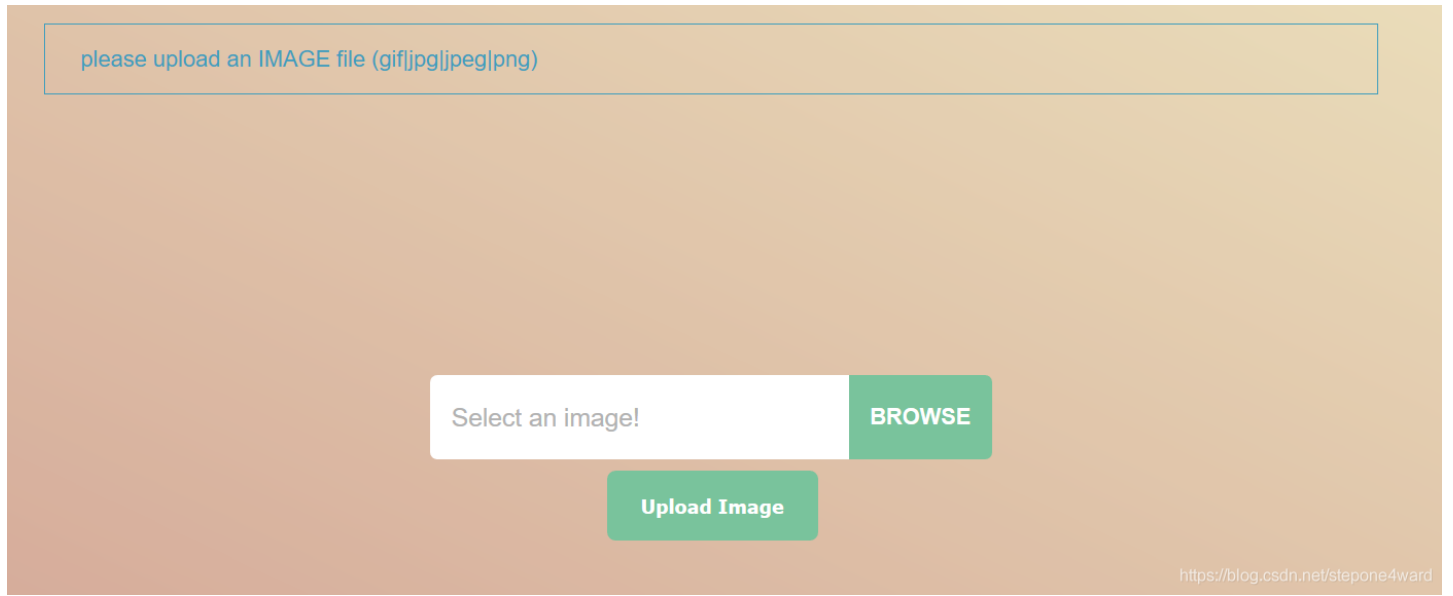 please upload an IMAGE file (gif|jpg|jpeg|png)
Select an image!
BROWSE
Upload Image
https://blog.csdn.net/stepone4ward